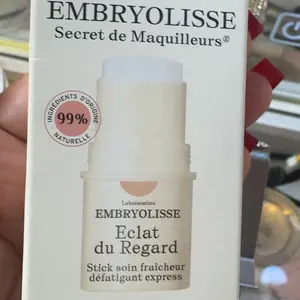 EMBRYOLISSE
Secret de Maquilleurs®
INGRÉDIENTS D'ORIGINE
99%
NATURELLE
Laboratoires
EMBRYOLISSE
Eclat
du Regard
Stick soin fraîcheur
défatigant express